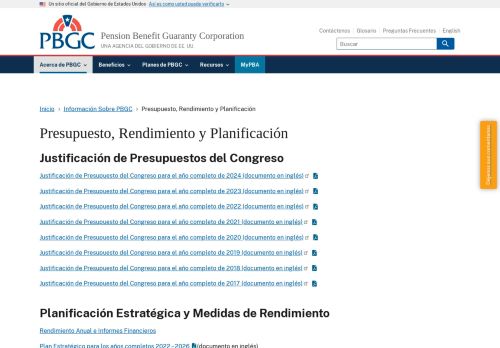 Un sitio oficial del Gobierno de Estados Unidos Así es como usted puede verificarlo
PBGC
Pension Benefit Guaranty Corporation
UNA AGENCIA DEL GOBIERNO DE EE. UU
Contáctenos Glosario Preguntas Frecuentes English
Buscar
Acerca de PBGC Beneficios Planes de PBGC Recursos MyPBA
Inicio Información Sobre PBGC Presupuesto, Rendimiento y Planificación
Presupuesto, Rendimiento y Planificación
Justificación de Presupuestos del Congreso
Justificación de Presupuesto del Congreso para el año completo de 2024 (documento en inglés)
Justificación de Presupuesto del Congreso para el año completo de 2023 (documento en inglés)
Justificación de Presupuesto del Congreso para el año completo de 2022 (documento en inglés)
Justificación de Presupuesto del Congreso para el año completo de 2021 (documento en inglés)
Justificación de Presupuesto del Congreso para el año completo de 2020 (documento en inglés)
Justificación de Presupuesto del Congreso para el año completo de 2019 (documento en inglés)
Justificación de Presupuesto del Congreso para el año completo de 2018 (documento en inglés)
Justificación de Presupuesto del Congreso para el año completo de 2017 (documento en inglés)
Planificación Estratégica y Medidas de Rendimiento
Rendimiento Anual e Informes Financieros
Plan Estratégico para los años completos 2022–2026 (documento en inglés)